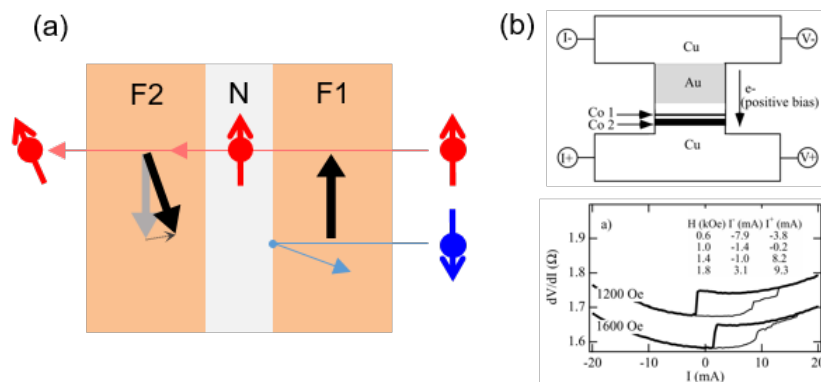 (a)
F2
N
F1
(b)
I-
Cu
V-
Au
e-
(positive bias)
Co 1
Co 2
I+
Cu
V+
a)
H (kOe) I⁻ (mA) I⁺ (mA)
0.6 -7.9 -3.8
1.0 -1.4 -0.2
1.4 -1.0 8.2
1.8 3.1 9.3
dV/dI (Ω)
1.9
1.8
1.7
1.6
1200 Oe
1600 Oe
-20 -10 0 10 20
I (mA)